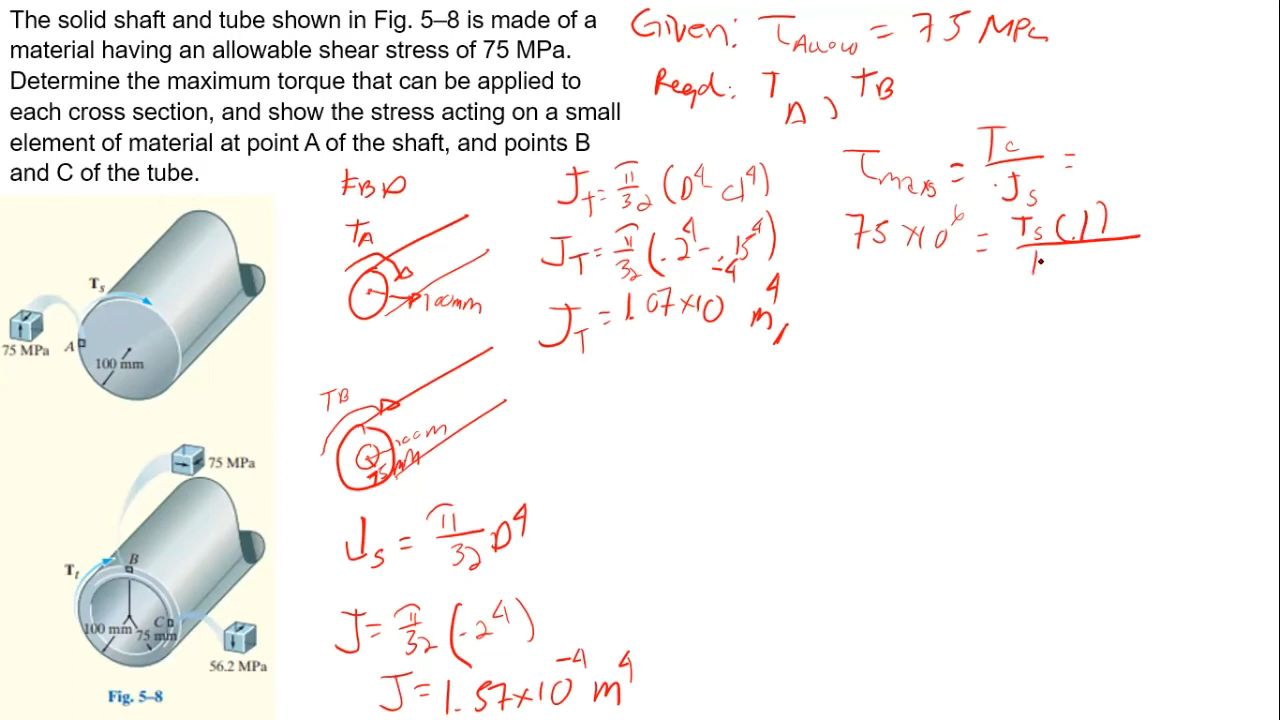 The solid shaft and tube shown in Fig. 5–8 is made of a
material having an allowable shear stress of 75 MPa.
Determine the maximum torque that can be applied to
each cross section, and show the stress acting on a small
element of material at point A of the shaft, and points B
and C of the tube.
Given: τAllow = 75 MPa
Reqd: TA, TB
FBD
TA
100mm
TB
100m
75mm
Js = π/32 D⁴
J = π/32 (.2⁴)
J = 1.57×10⁻⁴ m⁴
JT = π/32 (D⁴ d⁴)
JT = π/32 (.2⁴ - .15⁴)
JT = 1.07×10⁻⁴ m⁴
τmax = Tc/Js =
75×10⁶ = Ts(.1)/1
Ts
75 MPa
A
100 mm
75 MPa
B
Tt
C
100 mm
75 mm
56.2 MPa
Fig. 5–8